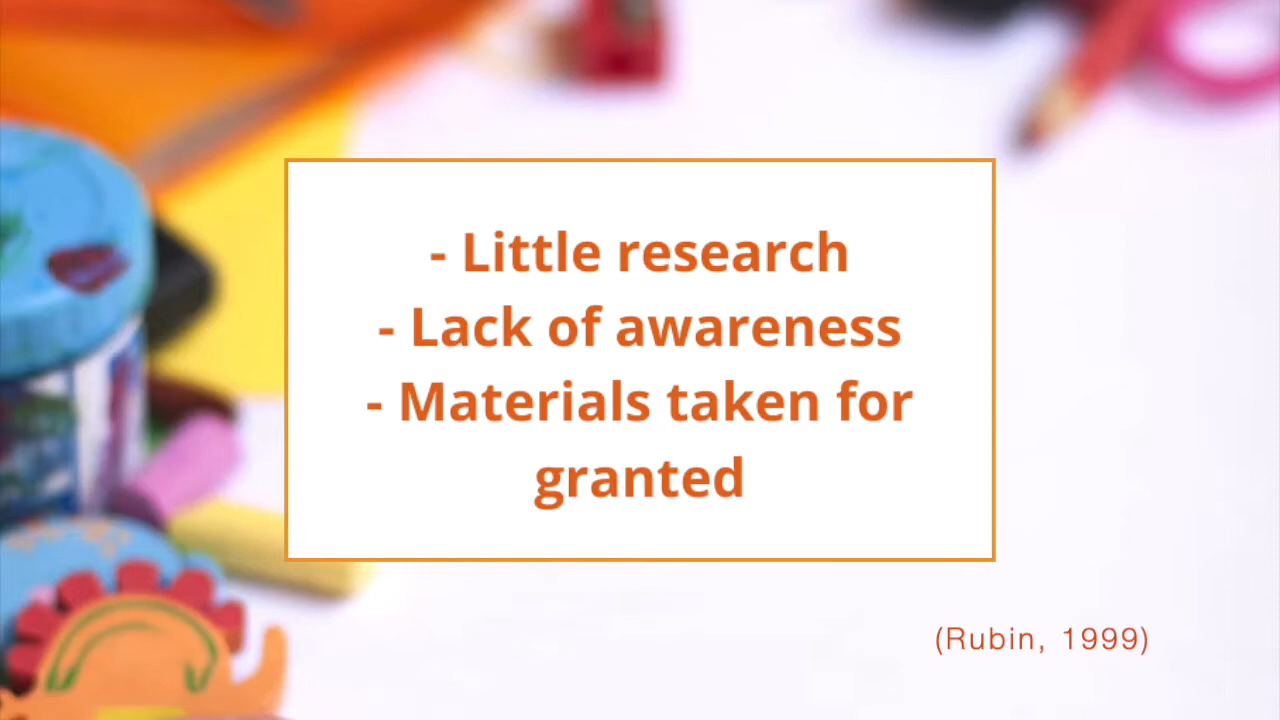 - Little research
- Lack of awareness
- Materials taken for
granted
(Rubin, 1999)